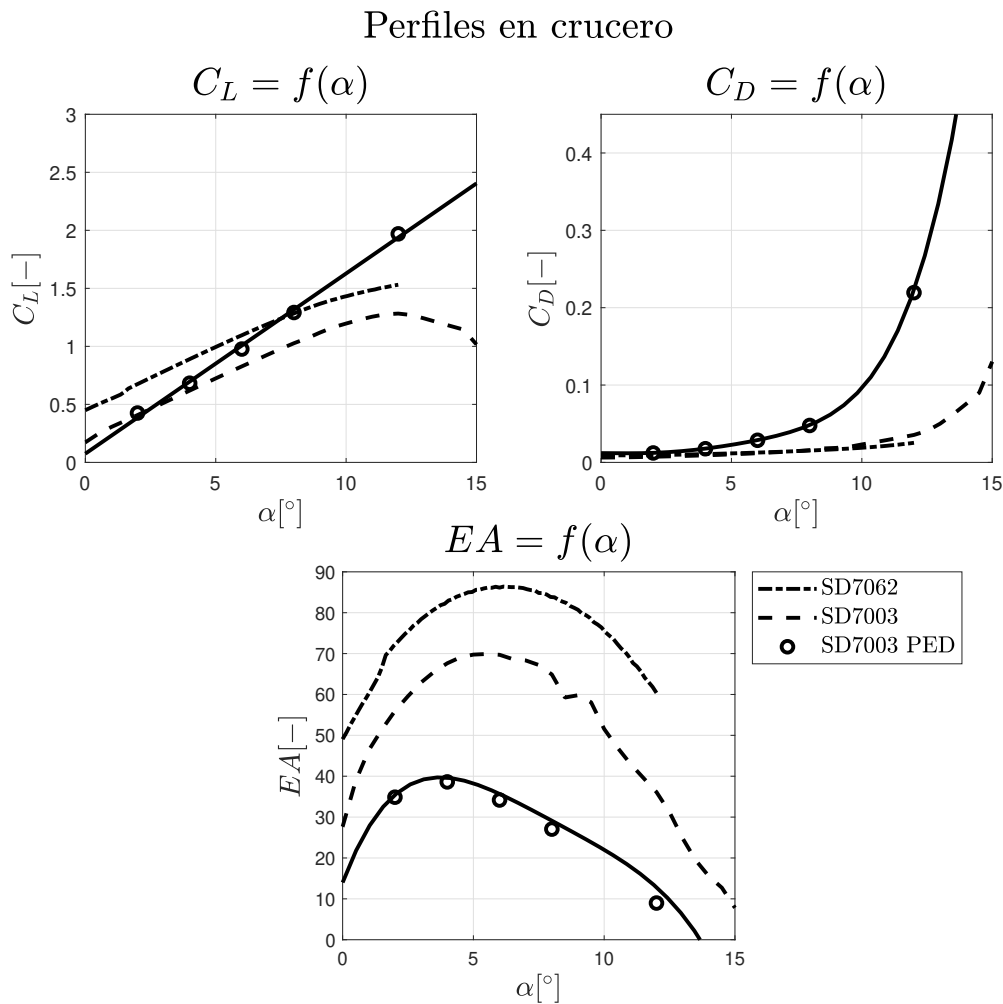 Perfiles en crucero
C_L = f(α)
C_D = f(α)
3
2.5
2
1.5
1
0.5
0
0 5 10 15
C_L[−]
α[°]
0.4
0.3
0.2
0.1
0
0 5 10 15
C_D[−]
α[°]
EA = f(α)
90
80
70
60
50
40
30
20
10
0
0 5 10 15
EA[−]
α[°]
SD7062
SD7003
SD7003 PED